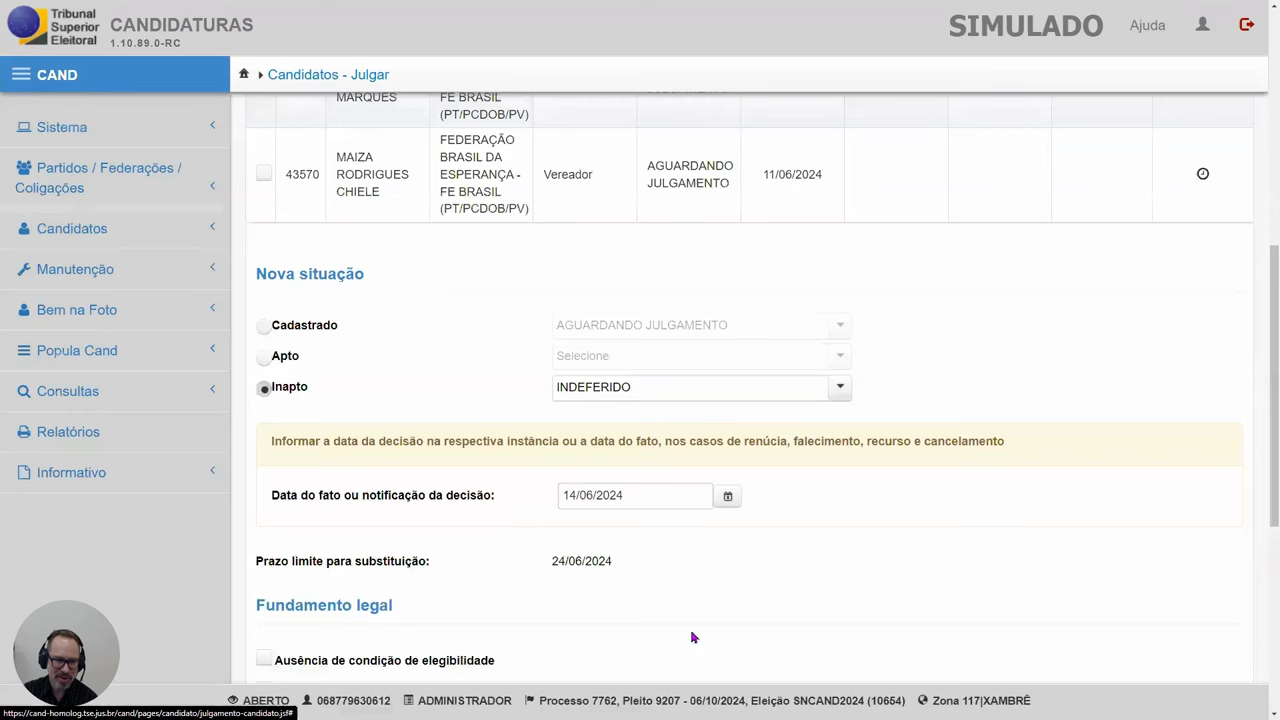 Tribunal
Superior
Eleitoral
CANDIDATURAS
1.10.89.0-RC
SIMULADO
Ajuda
CAND
Candidatos - Julgar
Sistema
Partidos / Federações /
Coligações
Candidatos
Manutenção
Bem na Foto
Popula Cand
Consultas
Relatórios
Informativo
MARQUES
FE BRASIL
(PT/PCDOB/PV)
43570
MAIZA
RODRIGUES
CHIELE
FEDERAÇÃO
BRASIL DA
ESPERANÇA -
FE BRASIL
(PT/PCDOB/PV)
Vereador
AGUARDANDO
JULGAMENTO
11/06/2024
Nova situação
Cadastrado
AGUARDANDO JULGAMENTO
Apto
Selecione
Inapto
INDEFERIDO
Informar a data da decisão na respectiva instância ou a data do fato, nos casos de renúcia, falecimento, recurso e cancelamento
Data do fato ou notificação da decisão:
14/06/2024
Prazo limite para substituição:
24/06/2024
Fundamento legal
Ausência de condição de elegibilidade
ABERTO
068779630612
ADMINISTRADOR
Processo 7762, Pleito 9207 - 06/10/2024, Eleição SNCAND2024 (10654)
Zona 117|XAMBRÊ
https://cand-homolog.tse.jus.br/cand/pages/candidato/julgamento-candidato.jsf#